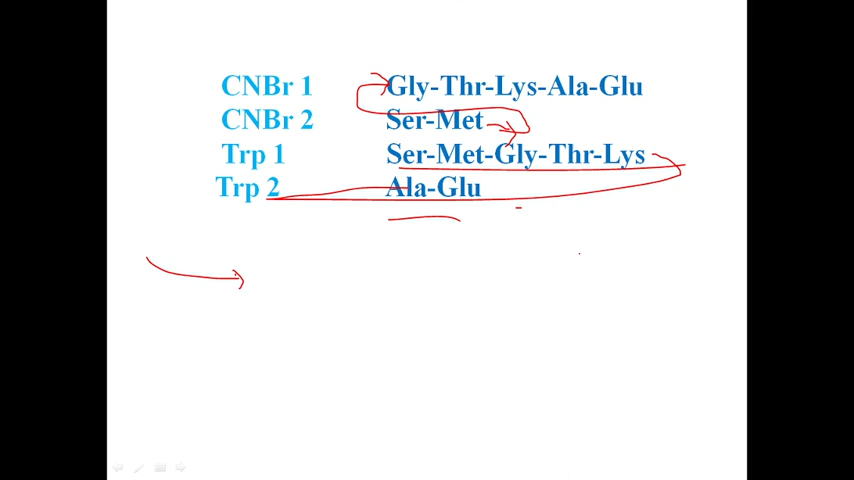 CNBr 1 Gly-Thr-Lys-Ala-Glu
CNBr 2 Ser-Met
Trp 1 Ser-Met-Gly-Thr-Lys
Trp 2 Ala-Glu